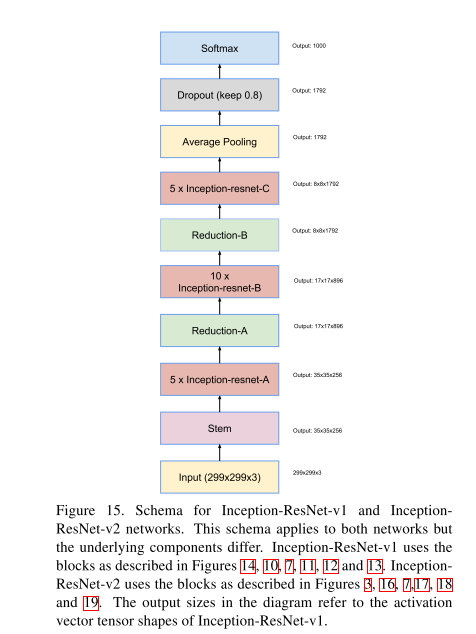 Softmax
Output: 1000
Dropout (keep 0.8)
Output: 1792
Average Pooling
Output: 1792
5 x Inception-resnet-C
Output: 8x8x1792
Reduction-B
Output: 8x8x1792
10 x
Inception-resnet-B
Output: 17x17x896
Reduction-A
Output: 17x17x896
5 x Inception-resnet-A
Output: 35x35x256
Stem
Output: 35x35x256
Input (299x299x3)
299x299x3
Figure 15. Schema for Inception-ResNet-v1 and Inception-
ResNet-v2 networks. This schema applies to both networks but
the underlying components differ. Inception-ResNet-v1 uses the
blocks as described in Figures 14, 10, 7, 11, 12 and 13. Inception-
ResNet-v2 uses the blocks as described in Figures 3, 16, 7,17, 18
and 19. The output sizes in the diagram refer to the activation
vector tensor shapes of Inception-ResNet-v1.